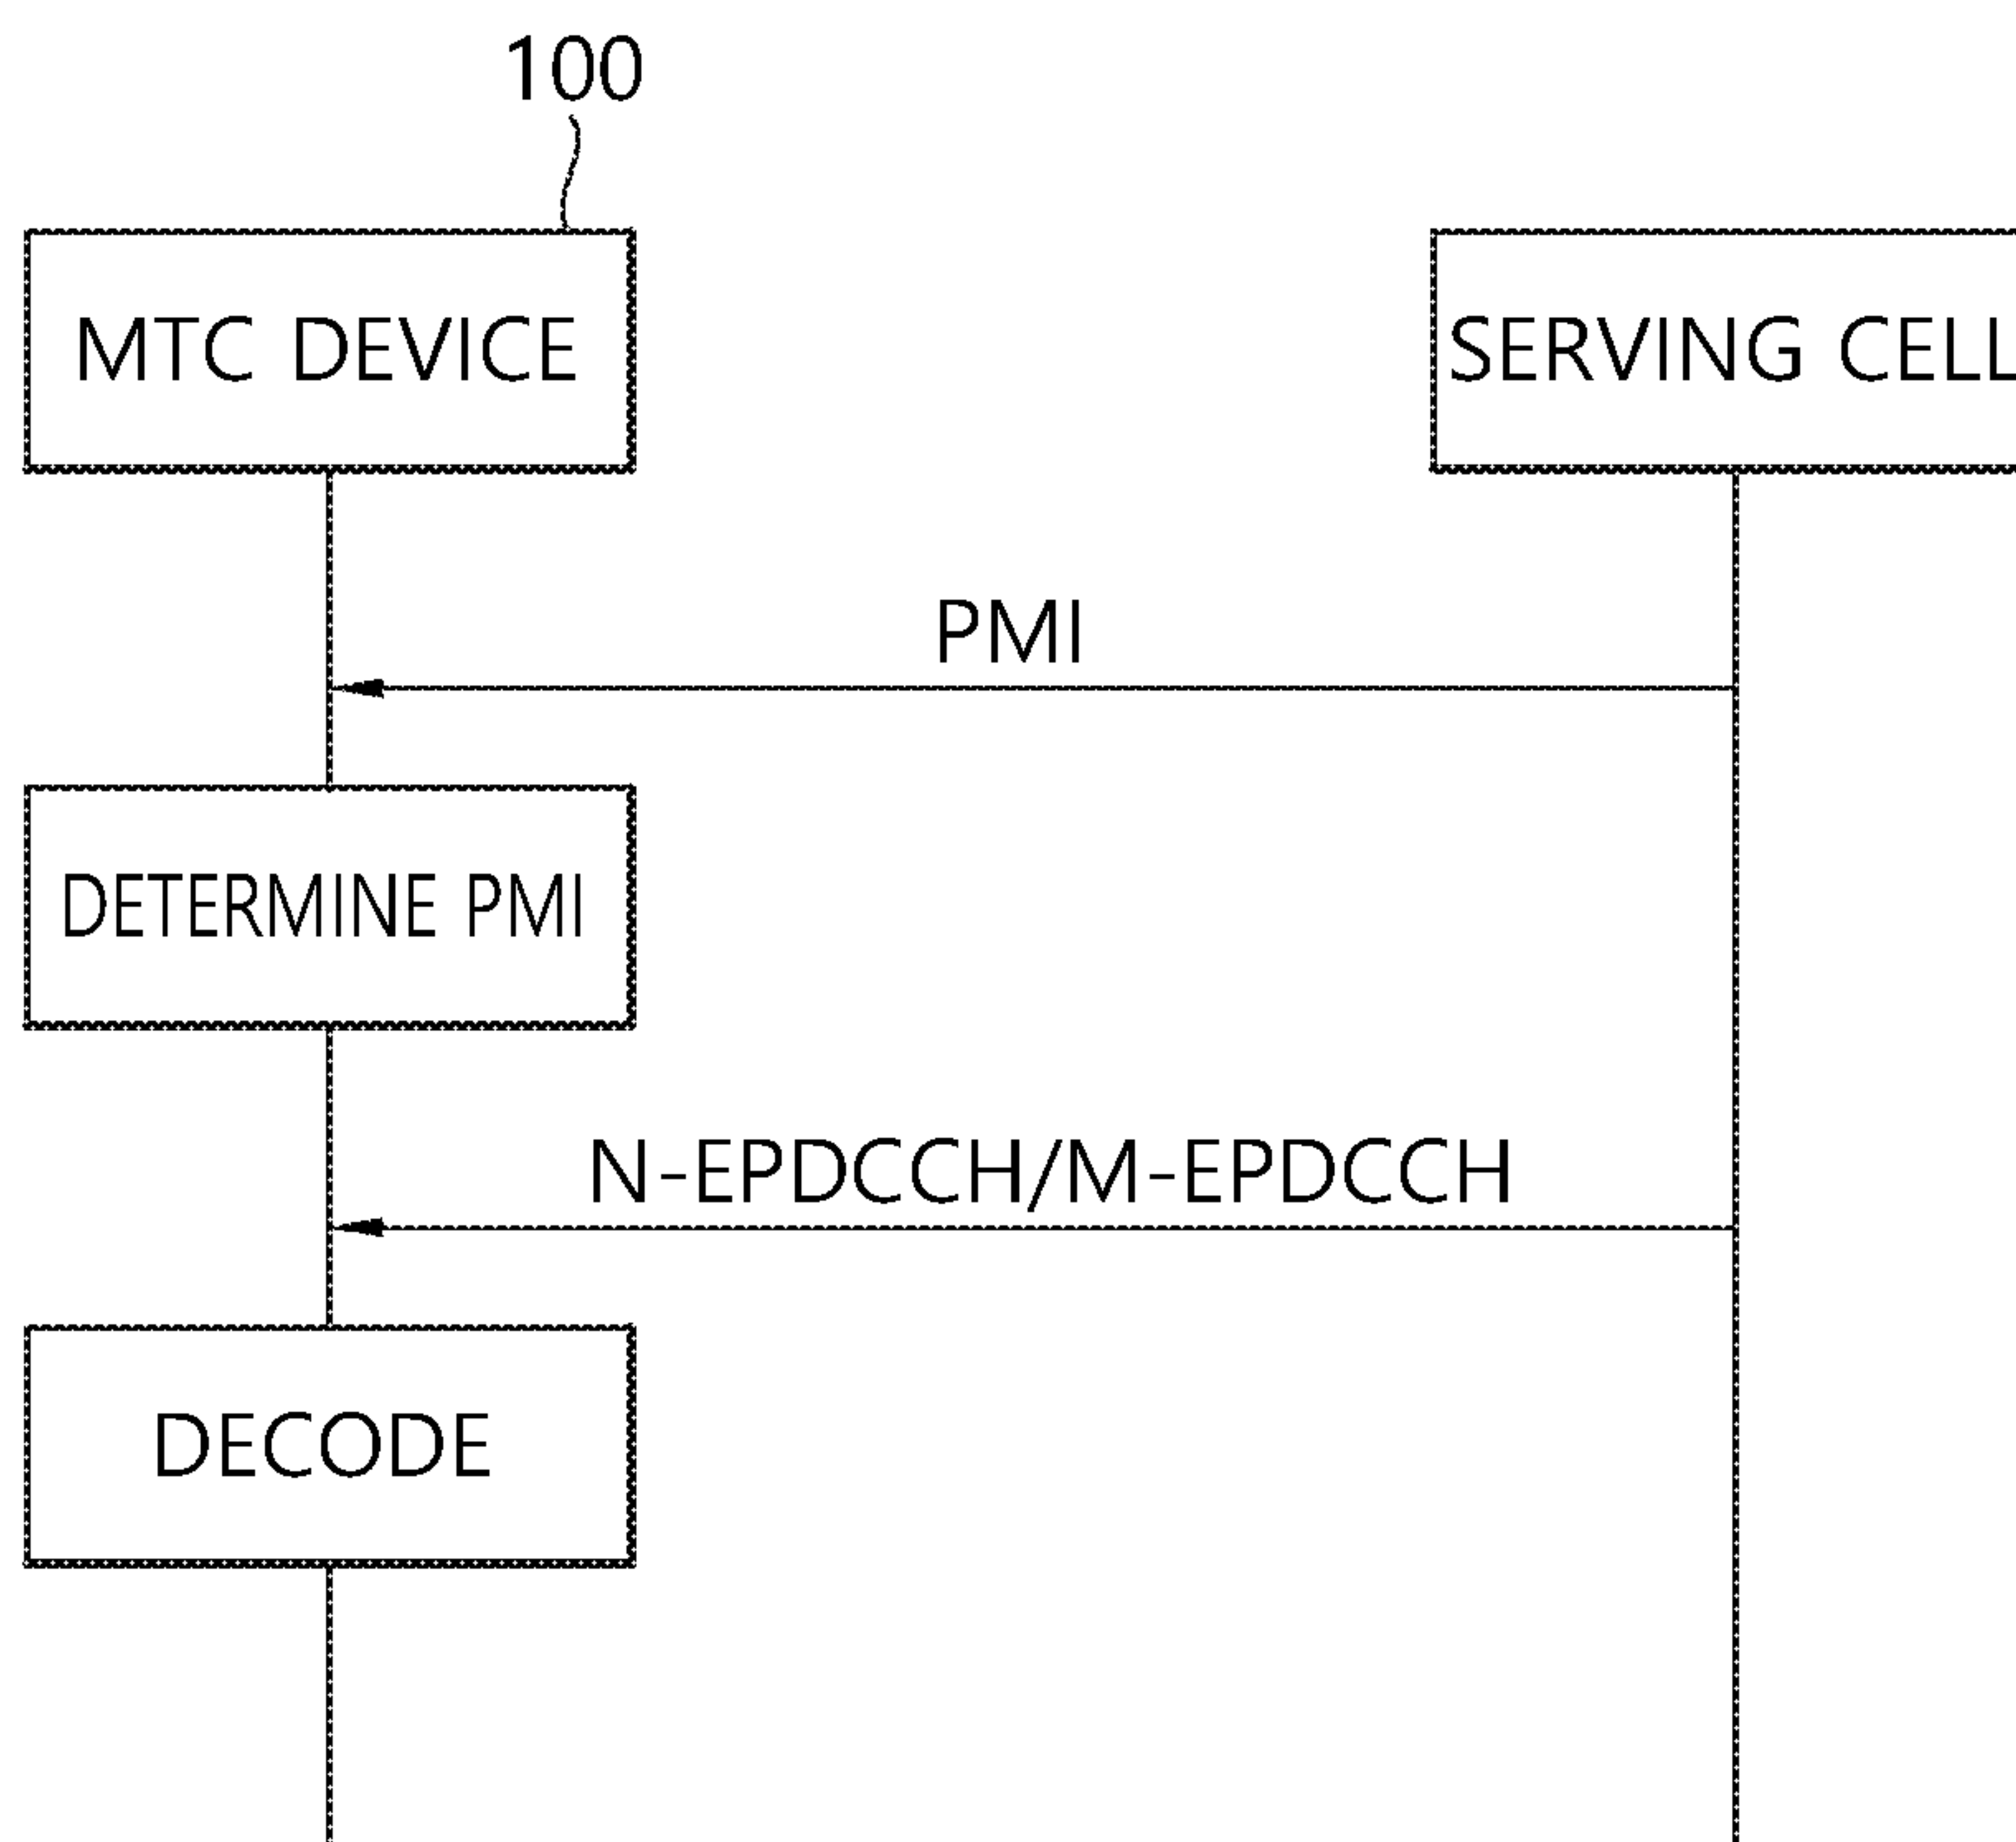 100
MTC DEVICE
SERVING CELL
PMI
DETERMINE PMI
N-EPDCCH/M-EPDCCH
DECODE